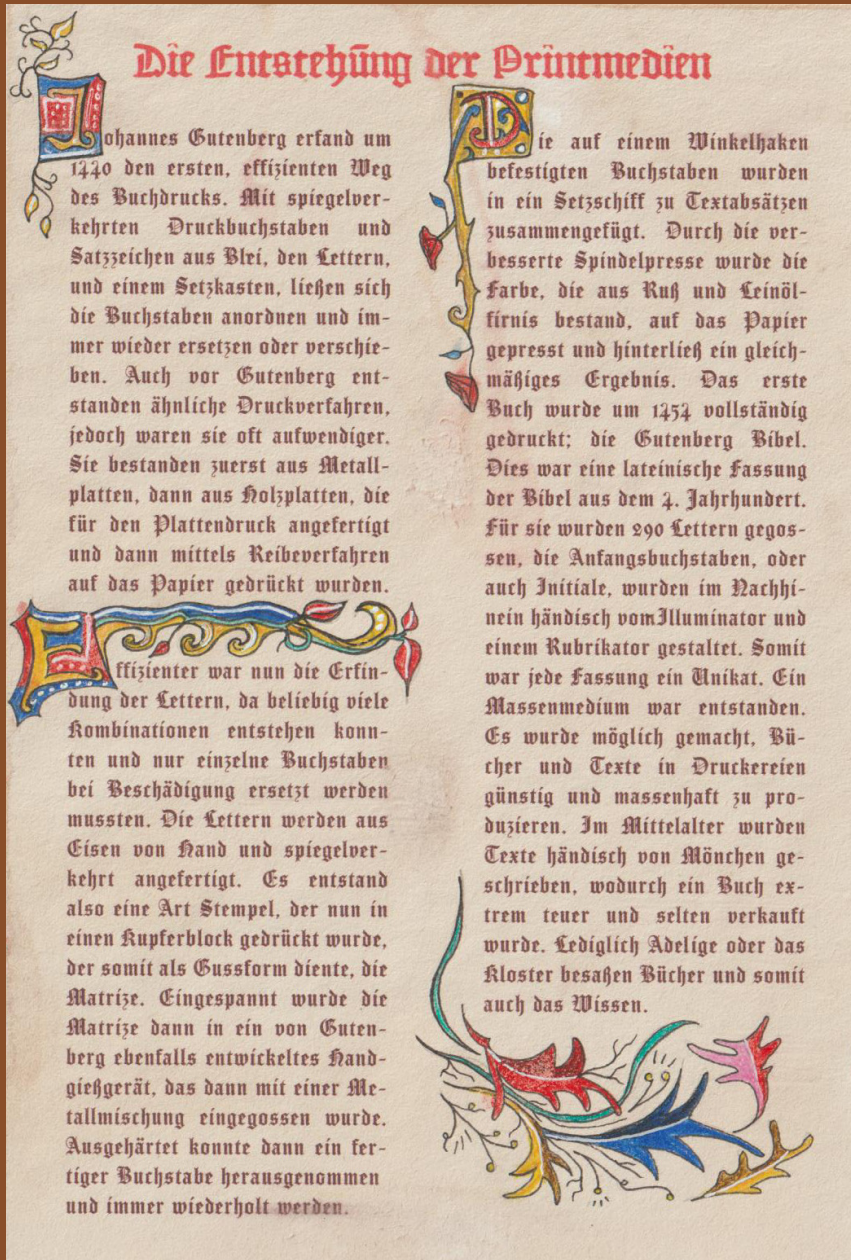 Die Entstehung der Printmedien
Johannes Gutenberg erfand um
1440 den ersten, effizienten Weg
des Buchdrucks. Mit spiegelver-
kehrten Druckbuchstaben und
Satzzeichen aus Blei, den Lettern,
und einem Setzkasten, ließen sich
die Buchstaben anordnen und im-
mer wieder ersetzen oder verschie-
ben. Auch vor Gutenberg ent-
standen ähnliche Druckverfahren,
jedoch waren sie oft aufwendiger.
Sie bestanden zuerst aus Metall-
platten, dann aus Holzplatten, die
für den Plattendruck angefertigt
und dann mittels Reibeverfahren
auf das Papier gedrückt wurden.
Effizienter war nun die Erfin-
dung der Lettern, da beliebig viele
Kombinationen entstehen konn-
ten und nur einzelne Buchstaben
bei Beschädigung ersetzt werden
mussten. Die Lettern werden aus
Eisen von Hand und spiegelver-
kehrt angefertigt. Es entstand
also eine Art Stempel, der nun in
einen Kupferblock gedrückt wurde,
der somit als Gussform diente, die
Matrize. Eingespannt wurde die
Matrize dann in ein von Guten-
berg ebenfalls entwickeltes Hand-
gießgerät, das dann mit einer Me-
tallmischung eingegossen wurde.
Ausgehärtet konnte dann ein fer-
tiger Buchstabe herausgenommen
und immer wiederholt werden.
Die auf einem Winkelhaken
befestigten Buchstaben wurden
in ein Setzschiff zu Textabsätzen
zusammengefügt. Durch die ver-
besserte Spindelpresse wurde die
Farbe, die aus Ruß und Leinöl-
firnis bestand, auf das Papier
gepresst und hinterließ ein gleich-
mäßiges Ergebnis. Das erste
Buch wurde um 1454 vollständig
gedruckt; die Gutenberg Bibel.
Dies war eine lateinische Fassung
der Bibel aus dem 4. Jahrhundert.
Für sie wurden 290 Lettern gegos-
sen, die Anfangsbuchstaben, oder
auch Initiale, wurden im Nachhi-
nein händisch vomIlluminator und
einem Rubrikator gestaltet. Somit
war jede Fassung ein Unikat. Ein
Massenmedium war entstanden.
Es wurde möglich gemacht, Bü-
cher und Texte in Druckereien
günstig und massenhaft zu pro-
duzieren. Im Mittelalter wurden
Texte händisch von Mönchen ge-
schrieben, wodurch ein Buch ex-
trem teuer und selten verkauft
wurde. Lediglich Adelige oder das
Kloster besaßen Bücher und somit
auch das Wissen.